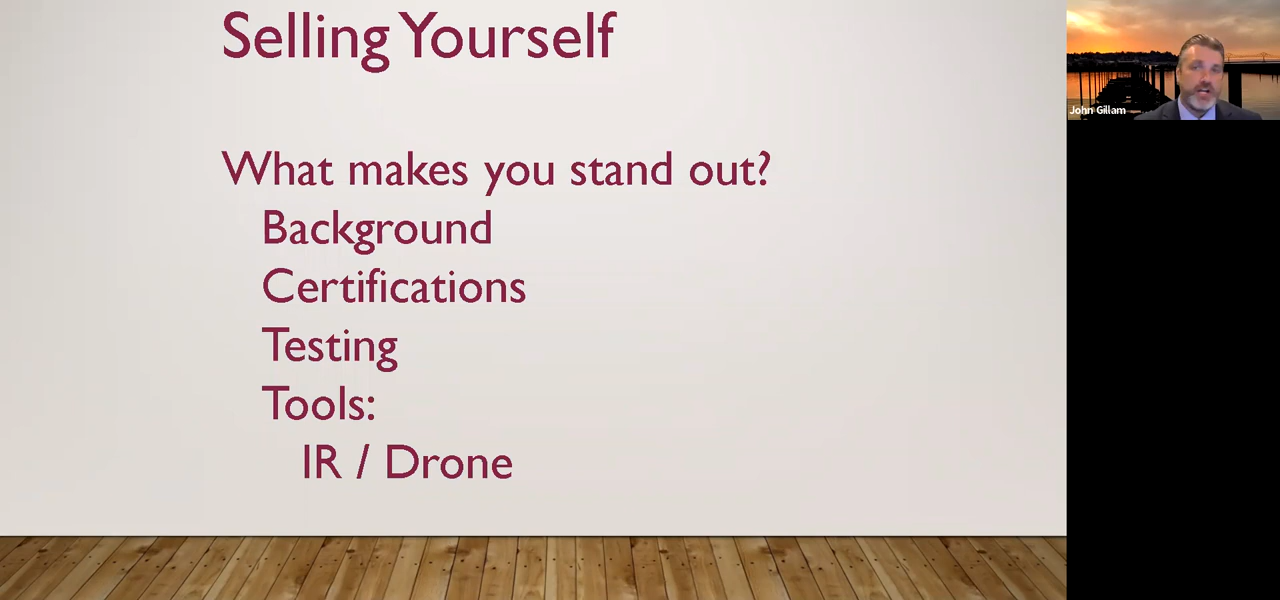 Selling Yourself
What makes you stand out?
Background
Certifications
Testing
Tools:
IR / Drone
John Gillam